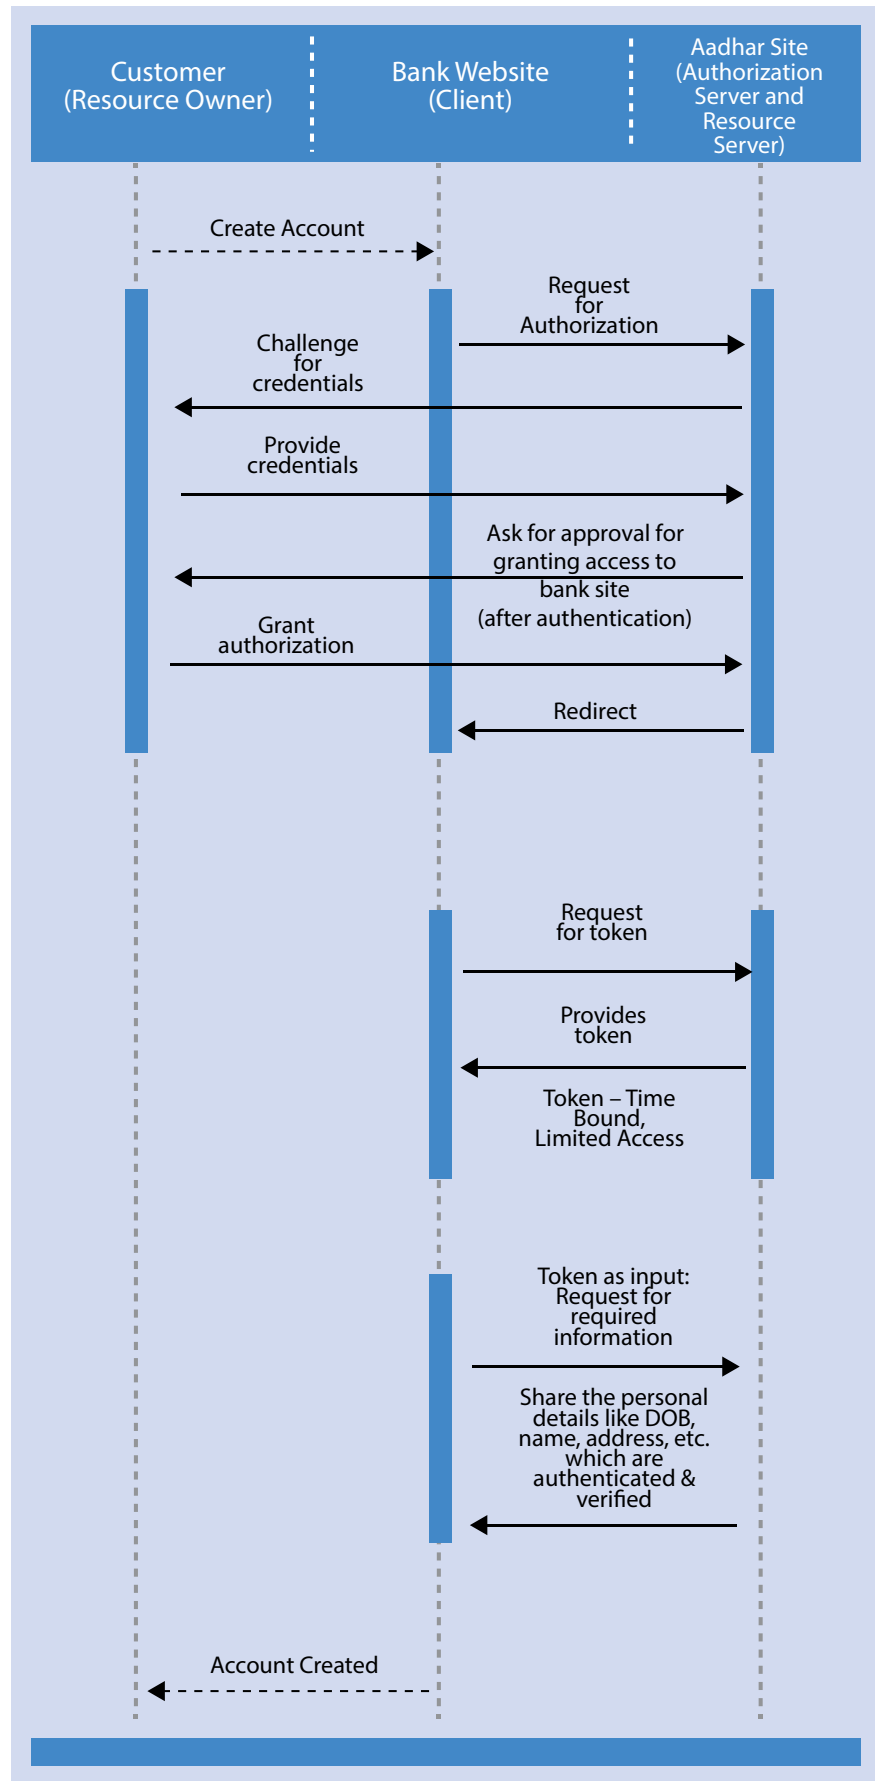 Customer
(Resource Owner)
Bank Website
(Client)
Aadhar Site
(Authorization
Server and
Resource
Server)
Create Account
Request
for
Authorization
Challenge
for
credentials
Provide
credentials
Ask for approval for
granting access to
bank site
(after authentication)
Grant
authorization
Redirect
Request
for token
Provides
token
Token – Time
Bound,
Limited Access
Token as input:
Request for
required
information
Share the personal
details like DOB,
name, address, etc.
which are
authenticated &
verified
Account Created